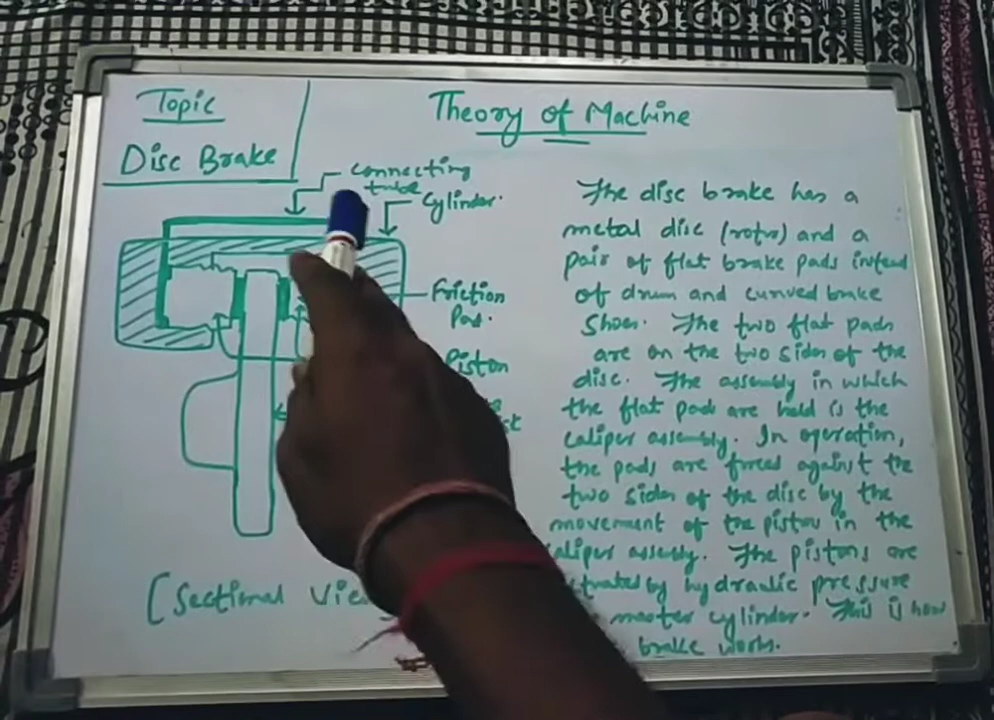 Topic
Disc Brake
Theory of Machine
connecting
tube
Cylinder.
Friction
Pad.
Piston
The disc brake has a
metal disc (rotor) and a
pair of flat brake pads instead
of drum and curved brake
shoes. The two flat pads
are on the two sides of the
disc. The assembly in which
the flat pads are held is the
caliper assembly. In operation,
the pads are forced against the
two sides of the disc by the
movement of the piston in the
caliper assembly. The pistons are
by hydraulic pressure
master cylinder. This is how
brake works.
[Sectional